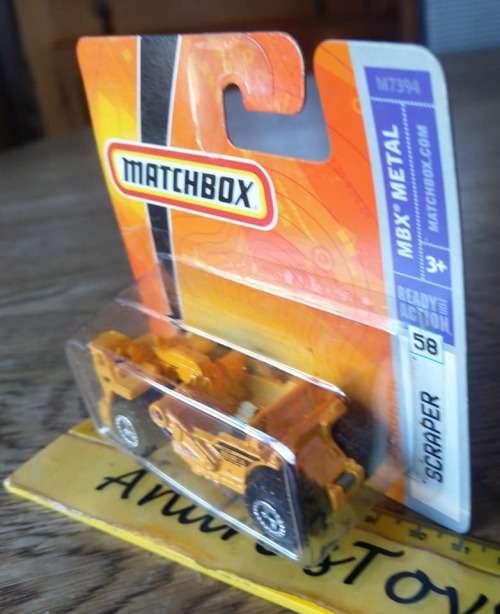 M7394
MATCHBOX
MBX METAL
MATCHBOX.COM
3+
READY
ACTION
58
SCRAPER